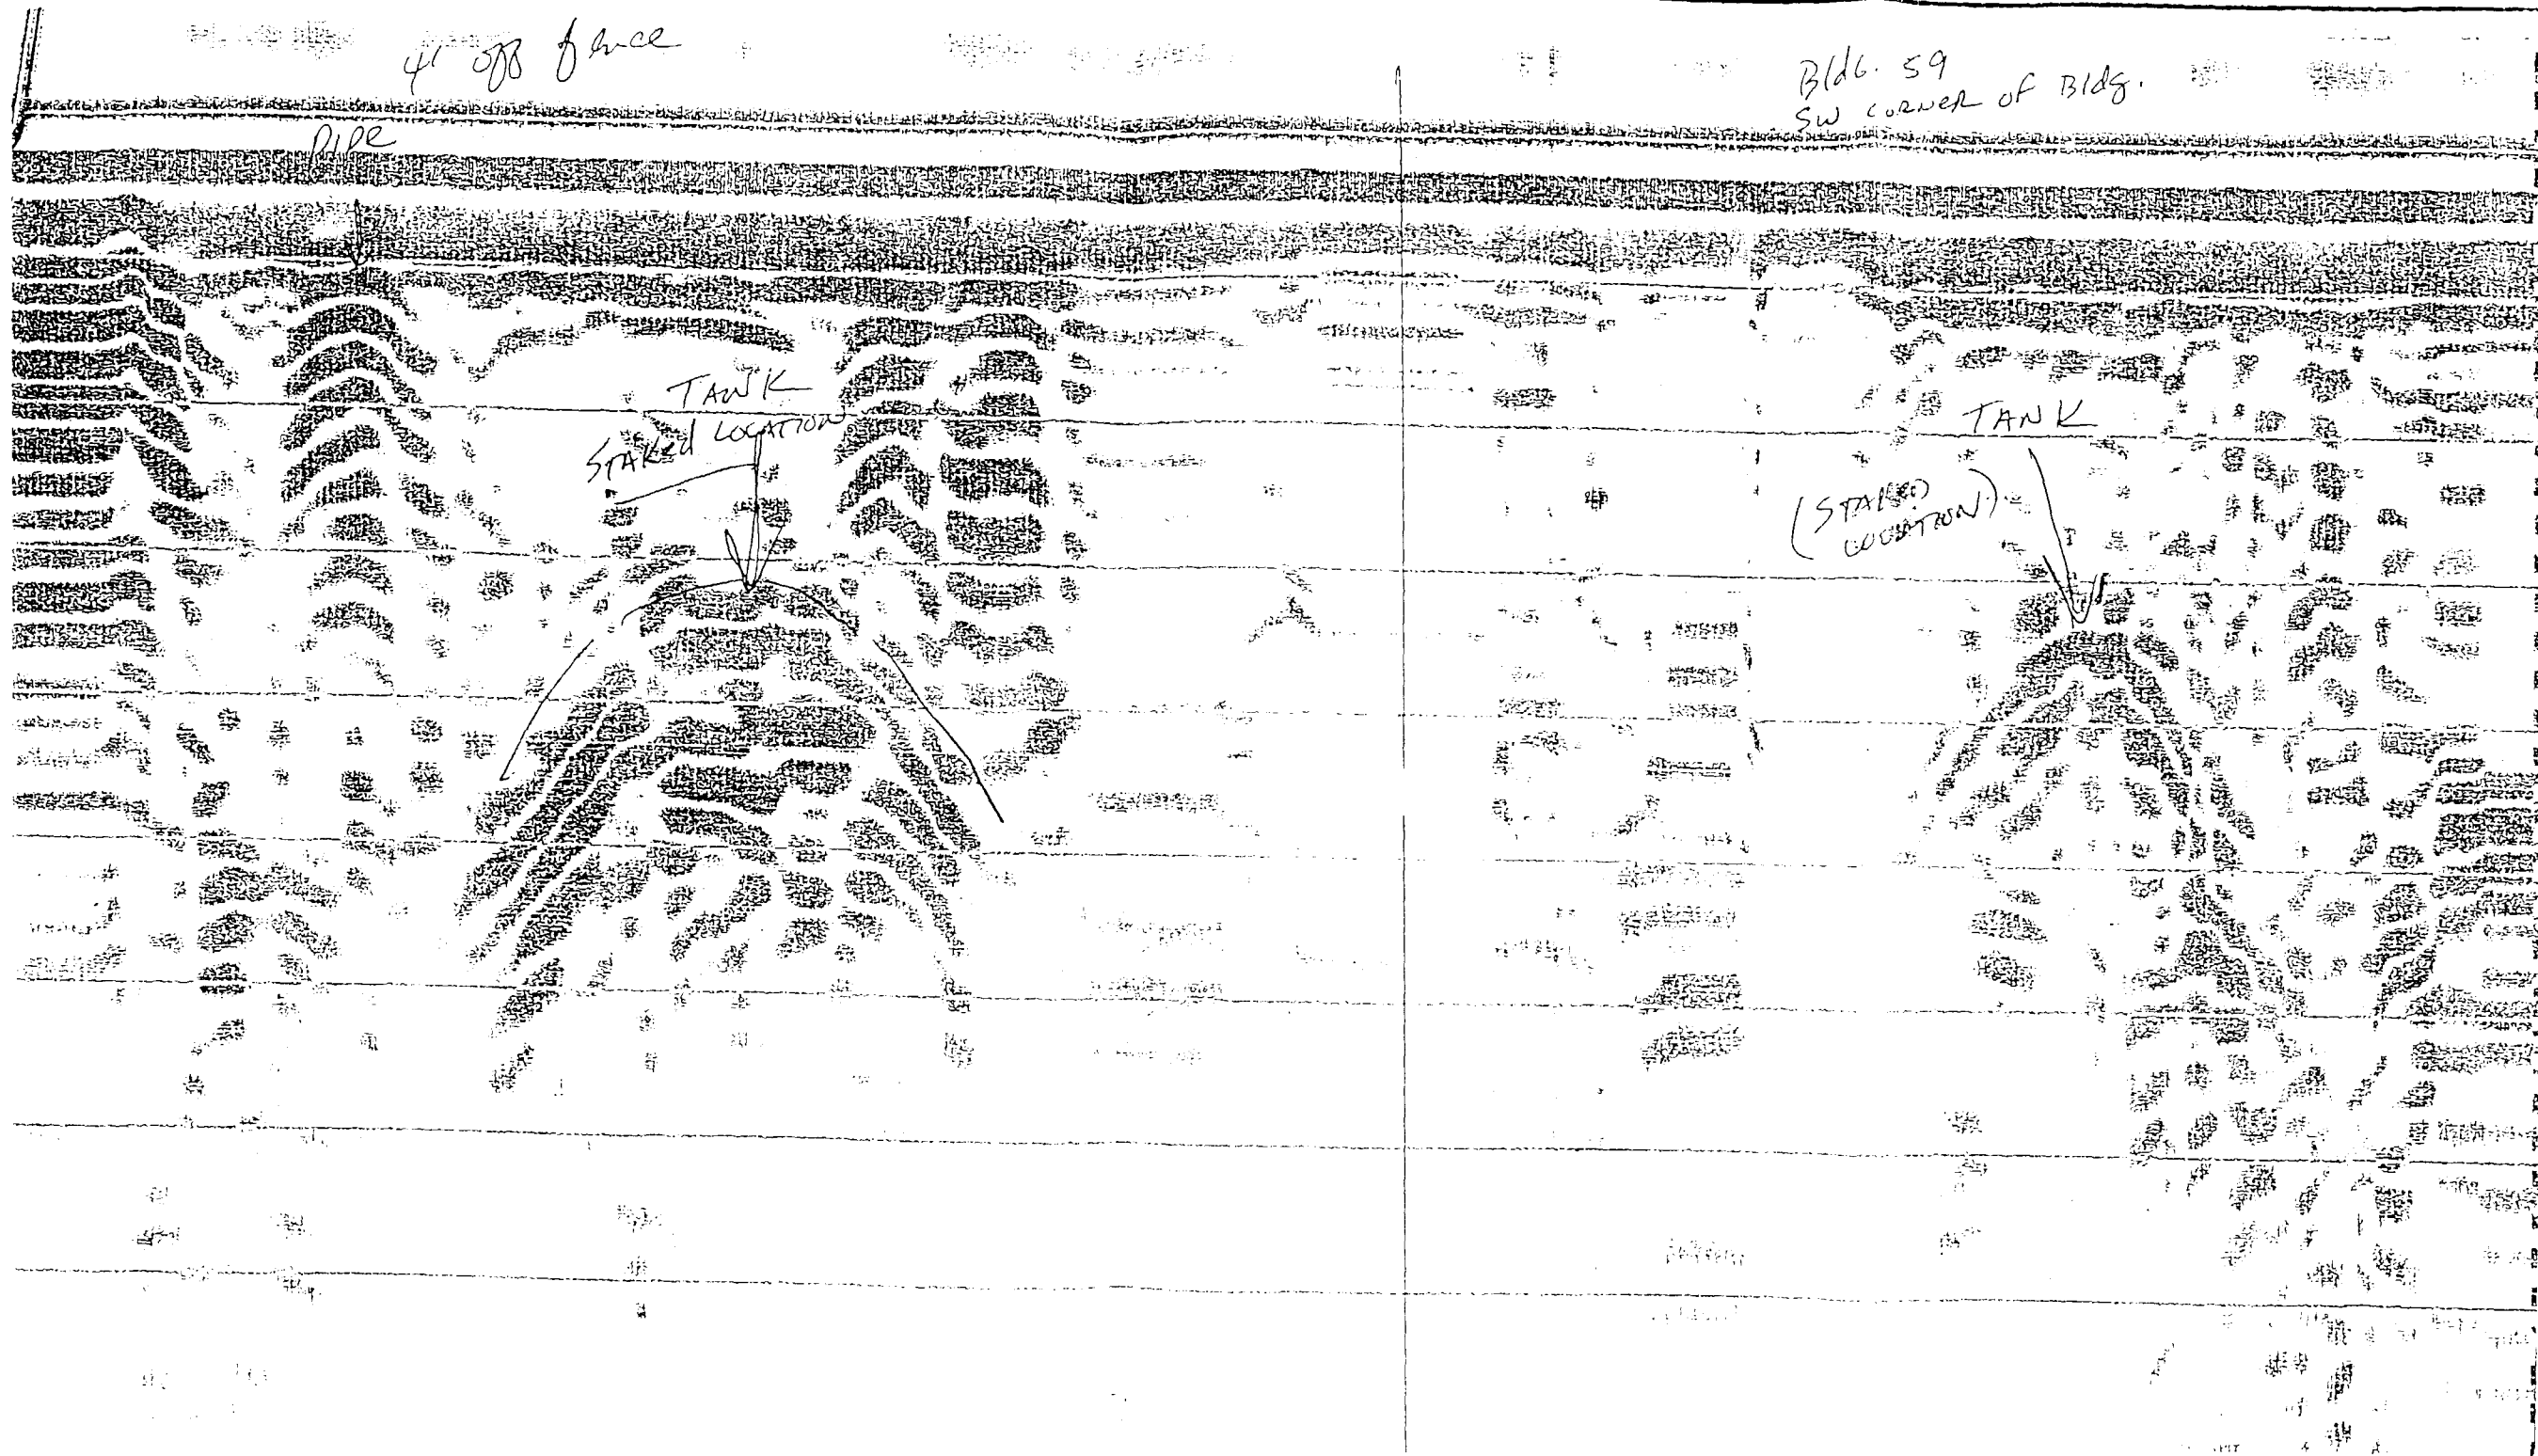 4' off fence
Bldg. 59
SW CORNER OF Bldg.
PIPE
TANK
STAKED LOCATION
TANK
(STAKED
LOCATION)